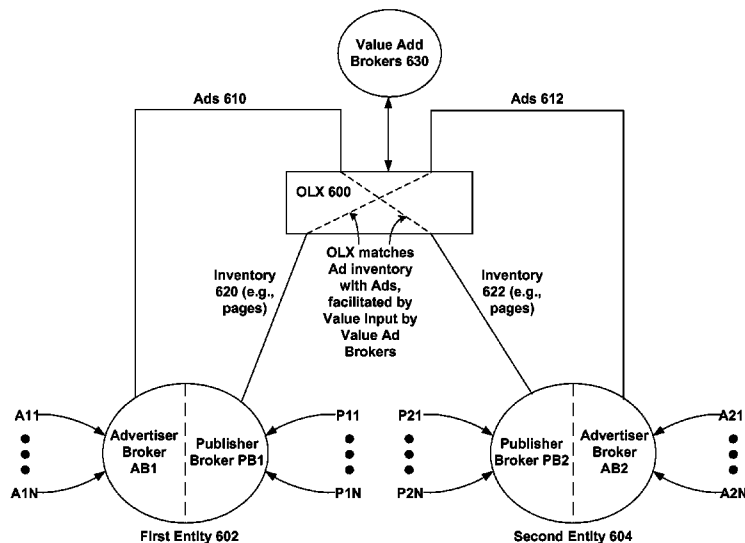 Value Add
Brokers 630
Ads 610
Ads 612
OLX 600
OLX matches
Ad inventory
with Ads,
facilitated by
Value Input by
Value Ad
Brokers
Inventory
620 (e.g.,
pages)
Inventory
622 (e.g.,
pages)
A11
A1N
Advertiser
Broker
AB1
Publisher
Broker PB1
P11
P1N
P21
P2N
Publisher
Broker PB2
Advertiser
Broker
AB2
A21
A2N
First Entity 602
Second Entity 604